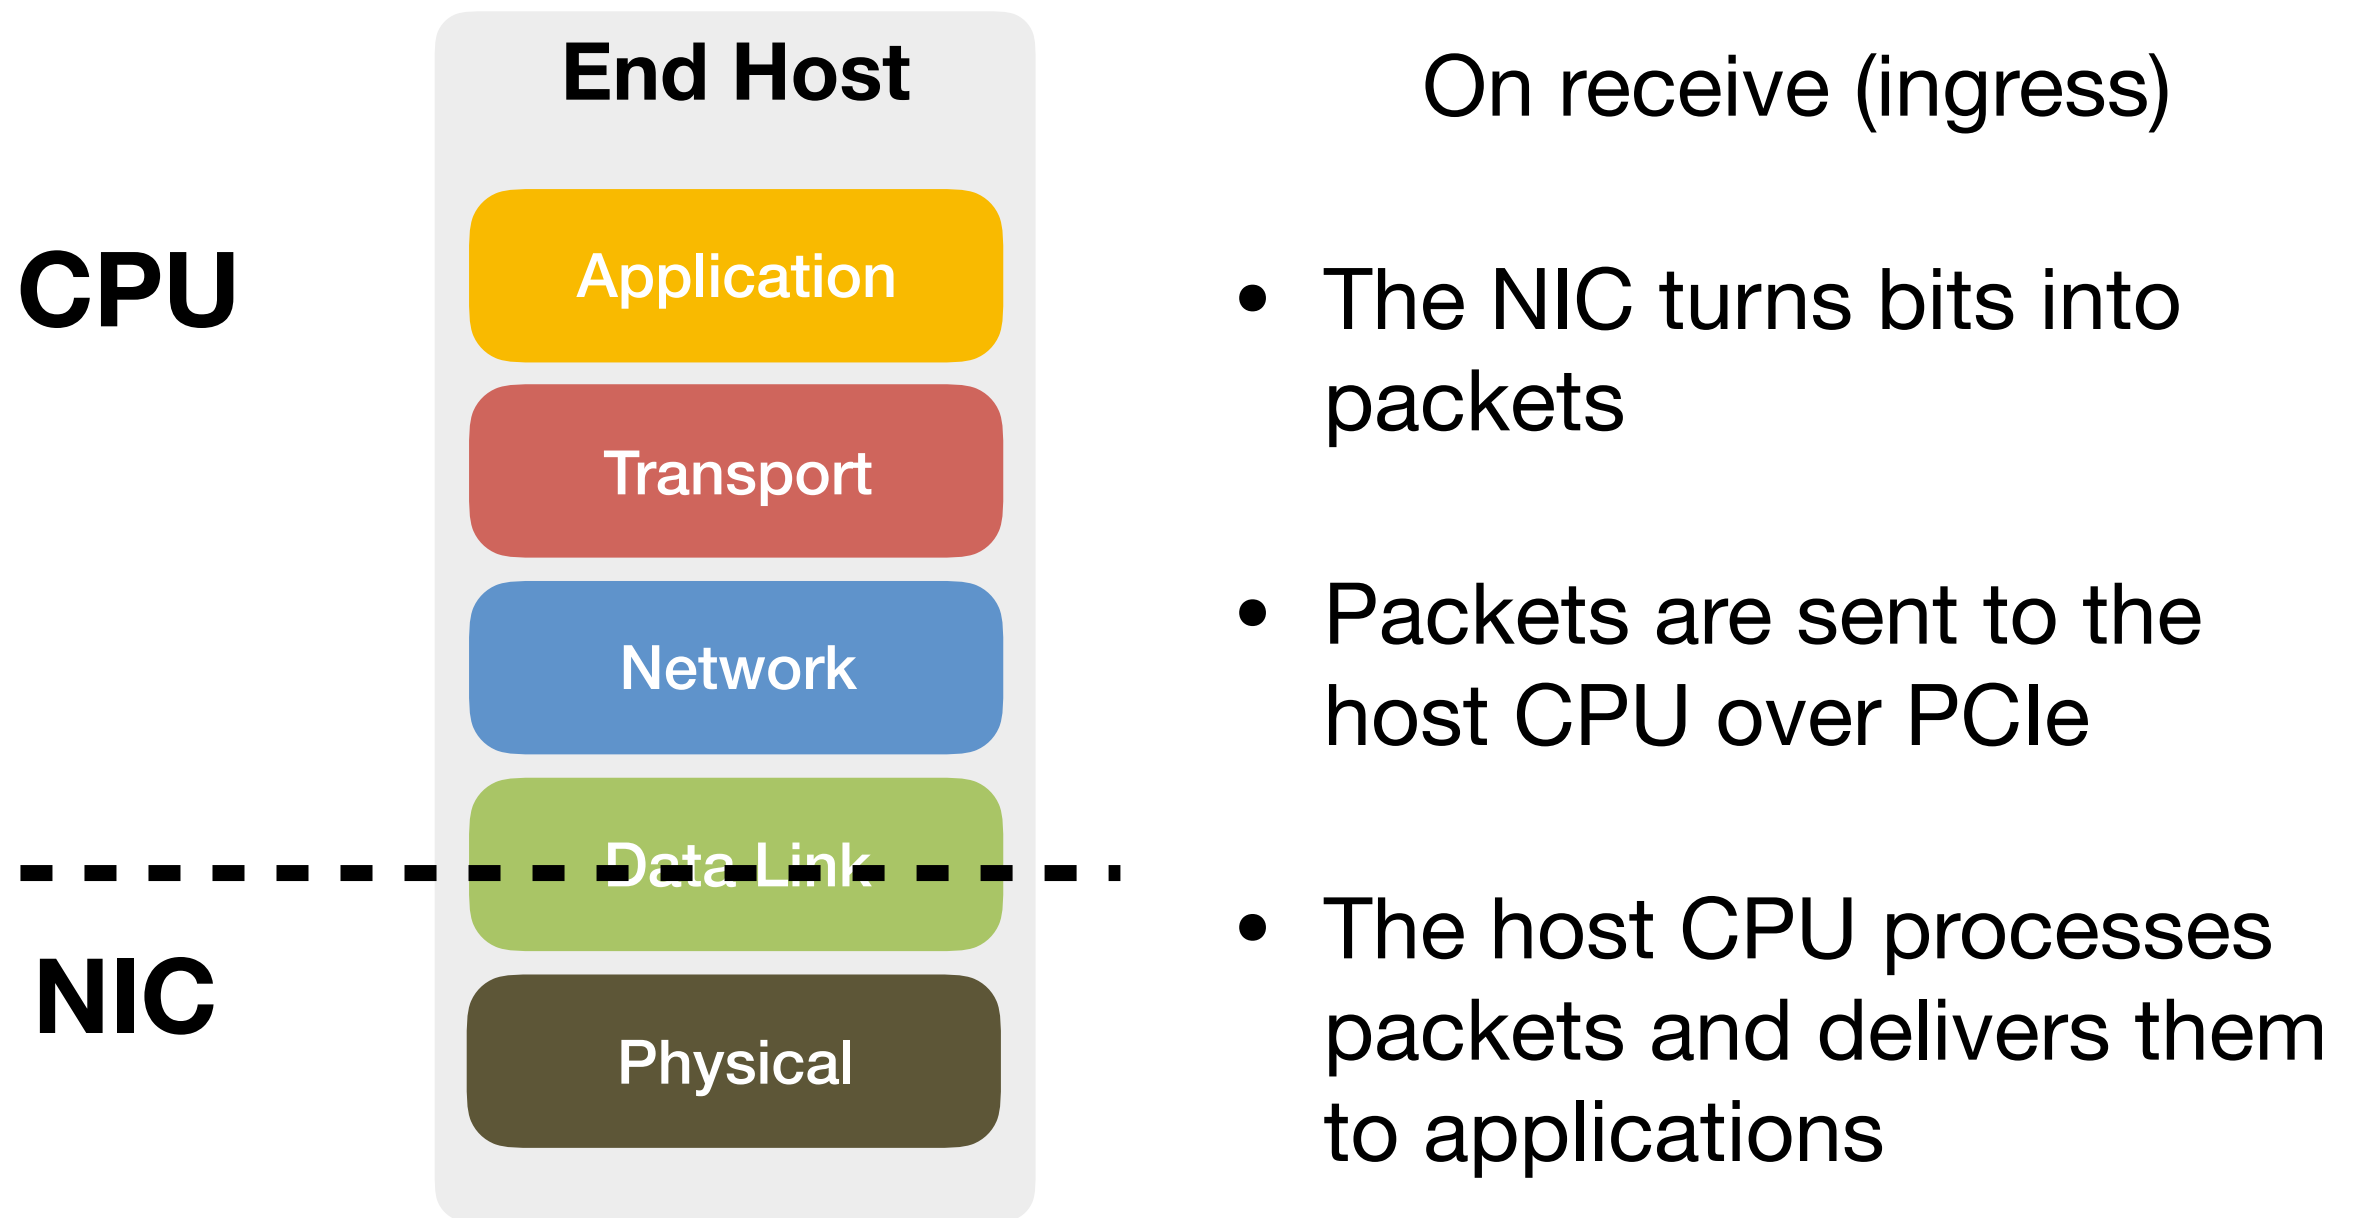 End Host
CPU
Application
Transport
Network
Data Link
NIC
Physical
On receive (ingress)
• The NIC turns bits into
packets
• Packets are sent to the
host CPU over PCIe
• The host CPU processes
packets and delivers them
to applications